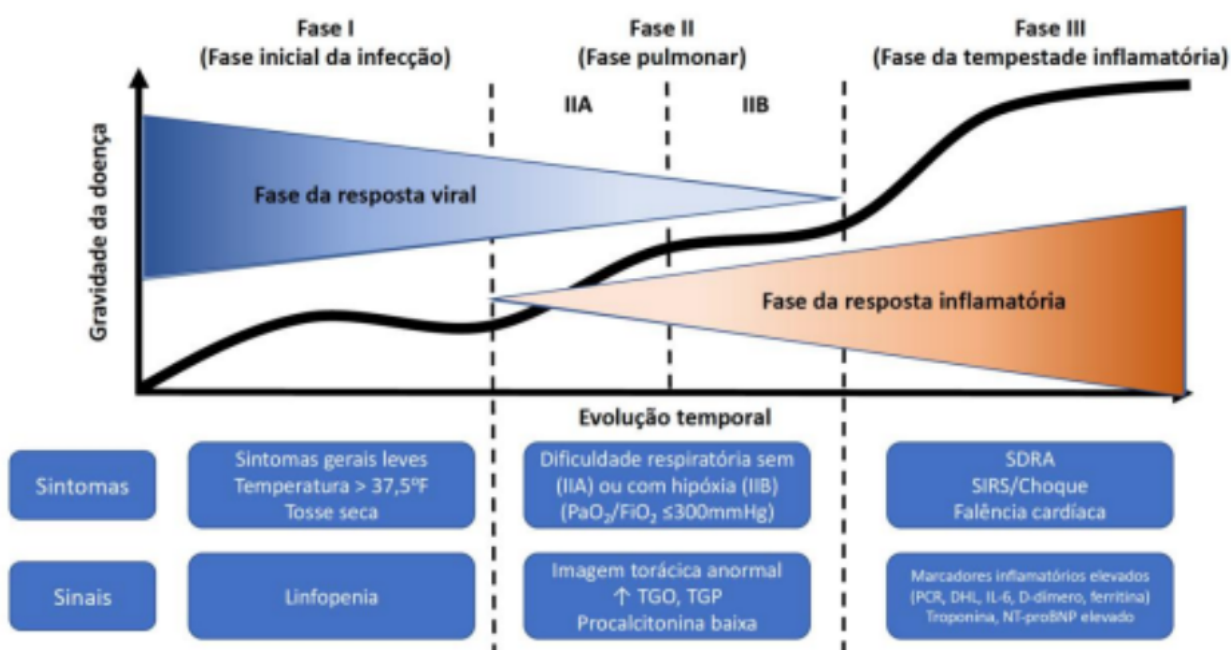 Fase I
(Fase inicial da infecção)
Fase II
(Fase pulmonar)
Fase III
(Fase da tempestade inflamatória)
IIA
IIB
Gravidade da doença
Fase da resposta viral
Fase da resposta inflamatória
Evolução temporal
Sintomas
Sintomas gerais leves
Temperatura > 37,5ºF
Tosse seca
Dificuldade respiratória sem
(IIA) ou com hipóxia (IIB)
(PaO₂/FiO₂ ≤300mmHg)
SDRA
SIRS/Choque
Falência cardíaca
Sinais
Linfopenia
Imagem torácica anormal
↑ TGO, TGP
Procalcitonina baixa
Marcadores inflamatórios elevados
(PCR, DHL, IL-6, D-dímero, ferritina)
Troponina, NT-proBNP elevado